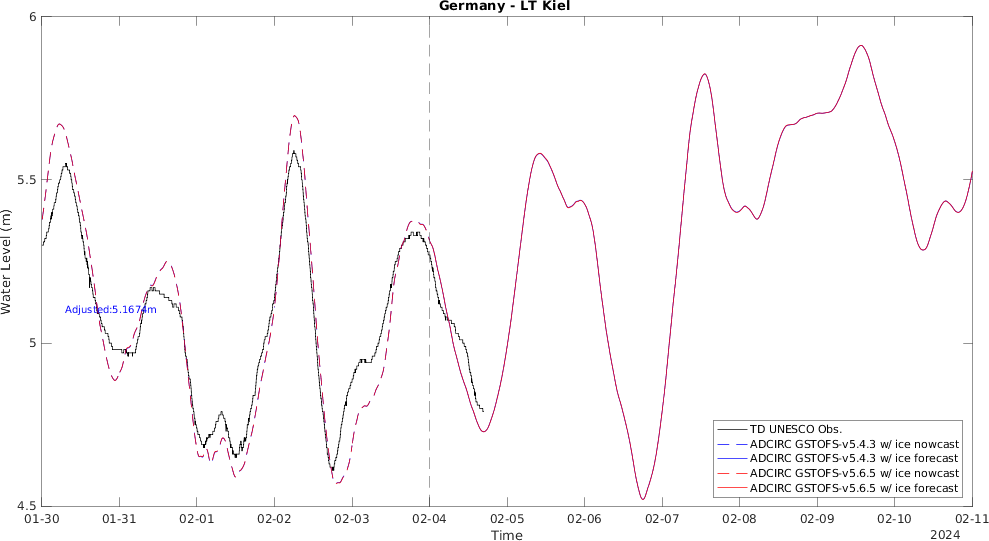 Germany - LT Kiel
6
5.5
5
4.5
Water Level (m)
Adjusted:5.1674m
TD UNESCO Obs.
ADCIRC GSTOFS-v5.4.3 w/ ice nowcast
ADCIRC GSTOFS-v5.4.3 w/ ice forecast
ADCIRC GSTOFS-v5.6.5 w/ ice nowcast
ADCIRC GSTOFS-v5.6.5 w/ ice forecast
01-30 01-31 02-01 02-02 02-03 02-04 02-05 02-06 02-07 02-08 02-09 02-10 02-11
Time
2024